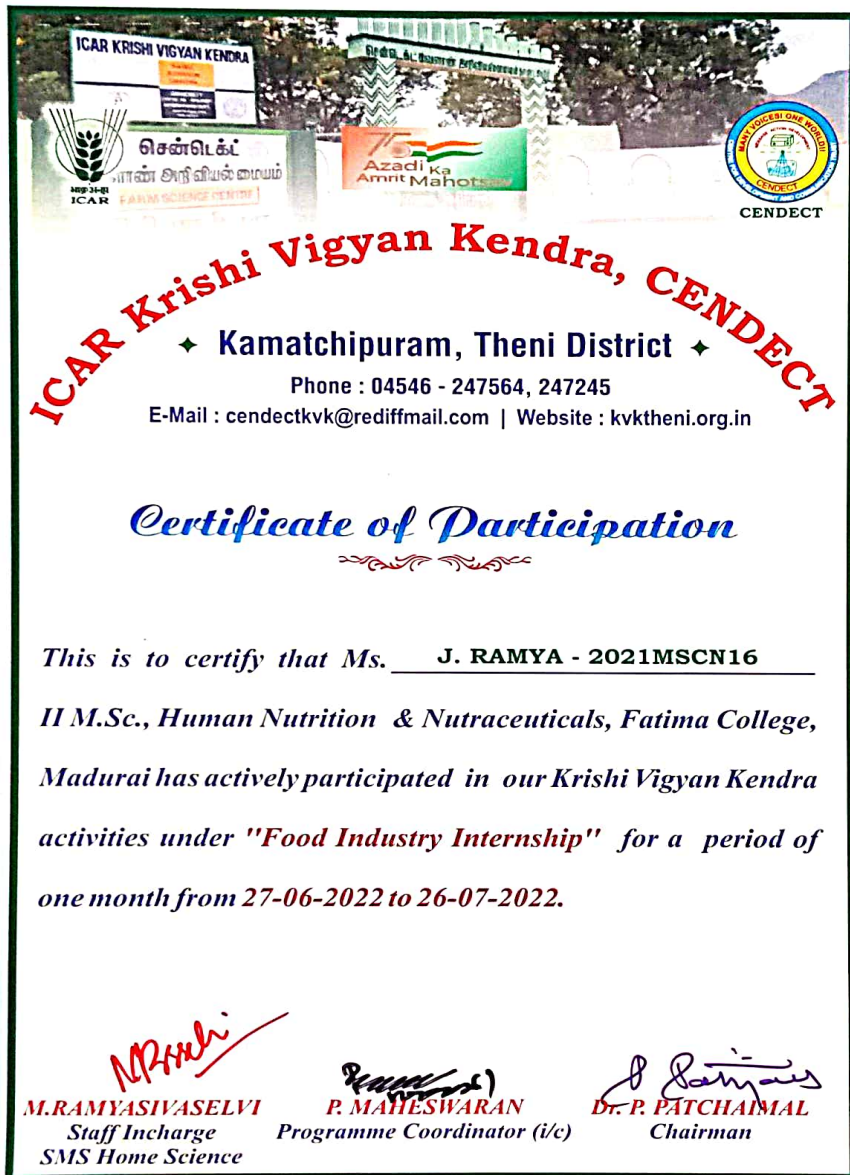 ICAR KRISHI VIGYAN KENDRA
சென்டெக்ட்
அறிவியல் மையம்
FARM SCIENCE CENTRE
भाकृअनुप
ICAR
75
Azadi Ka
Amrit Mahotsav
MANY VOICES! ONE WORLD!!
CENDECT
CENDECT
ICAR Krishi Vigyan Kendra, CENDECT
Kamatchipuram, Theni District
Phone : 04546 - 247564, 247245
E-Mail : cendectkvk@rediffmail.com | Website : kvktheni.org.in
Certificate of Participation
This is to certify that Ms. J. RAMYA - 2021MSCN16
II M.Sc., Human Nutrition & Nutraceuticals, Fatima College,
Madurai has actively participated in our Krishi Vigyan Kendra
activities under "Food Industry Internship" for a period of
one month from 27-06-2022 to 26-07-2022.
M.RAMYASIVASELVI
Staff Incharge
SMS Home Science
P. MAHESWARAN
Programme Coordinator (i/c)
Dr. P. PATCHAIMAL
Chairman